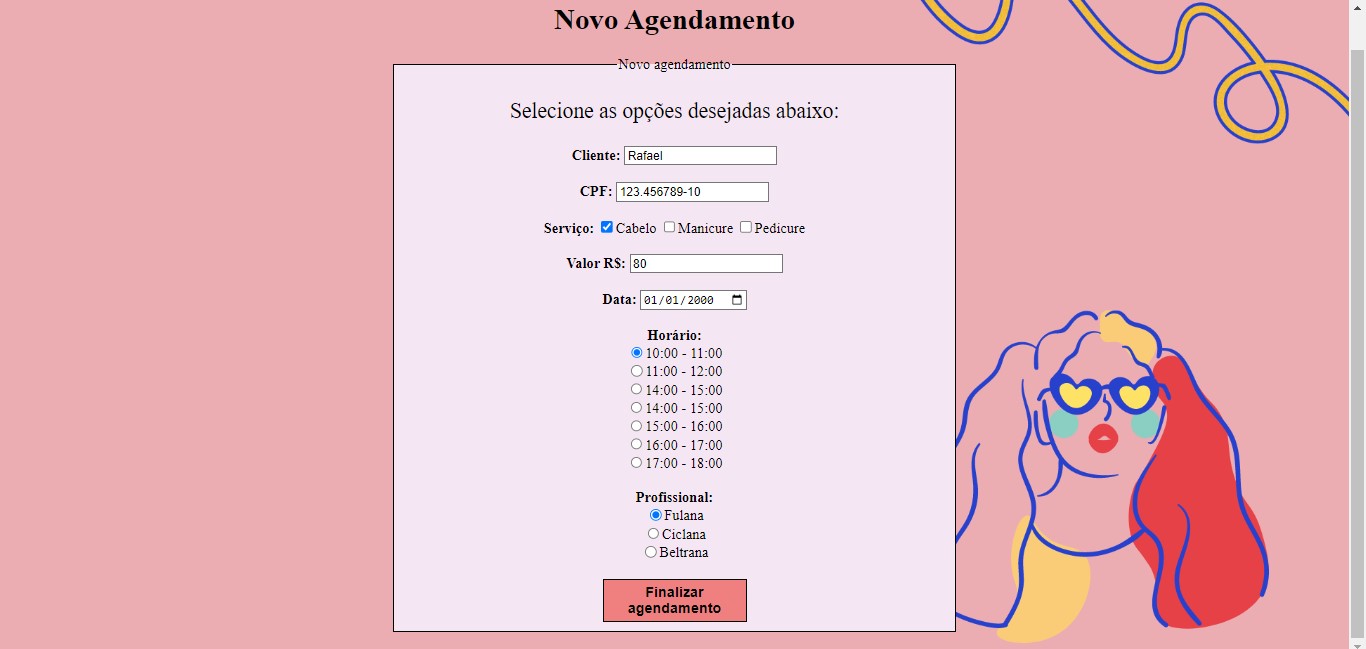 Novo Agendamento
Novo agendamento
Selecione as opções desejadas abaixo:
Cliente: Rafael
CPF: 123.456789-10
Serviço: Cabelo Manicure Pedicure
Valor R$: 80
Data: 01/01/2000
Horário:
10:00 - 11:00
11:00 - 12:00
14:00 - 15:00
14:00 - 15:00
15:00 - 16:00
16:00 - 17:00
17:00 - 18:00
Profissional:
Fulana
Ciclana
Beltrana
Finalizar
agendamento